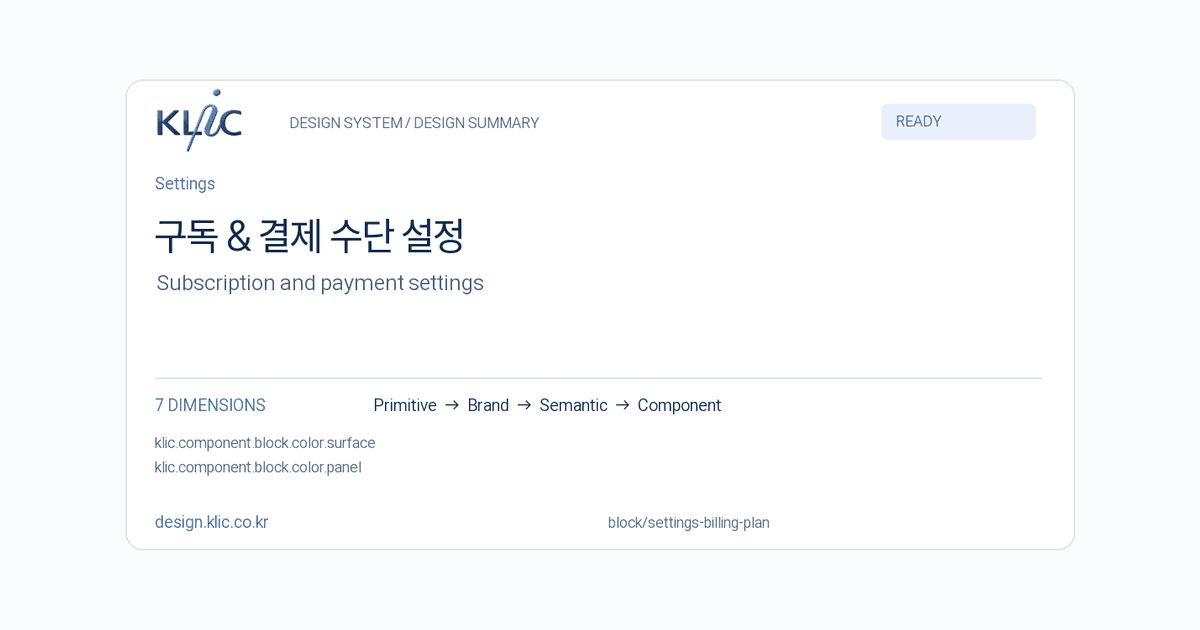 KLiC
DESIGN SYSTEM / DESIGN SUMMARY
READY
Settings
구독 & 결제 수단 설정
Subscription and payment settings
7 DIMENSIONS
Primitive → Brand → Semantic → Component
klic.component.block.color.surface
klic.component.block.color.panel
design.klic.co.kr
block/settings-billing-plan